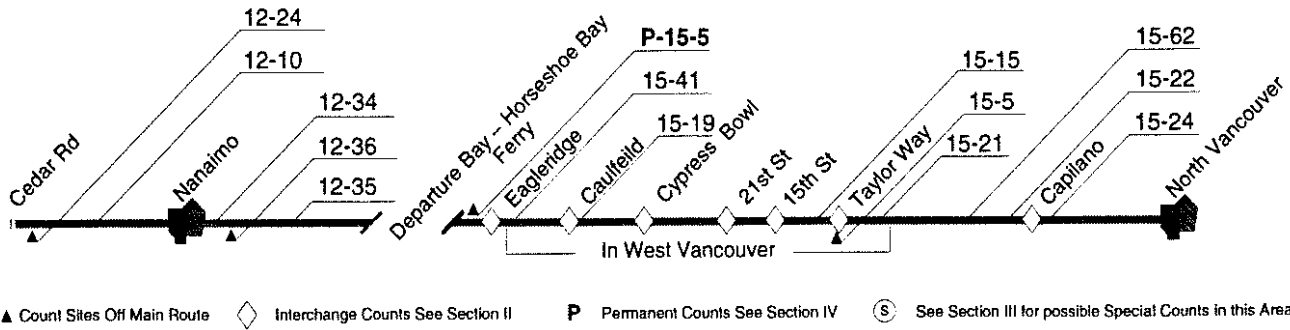 12-24
12-10
12-34
12-36
12-35
Cedar Rd
Nanaimo
Departure Bay – Horseshoe Bay
Ferry
P-15-5
15-41
15-19
Eagleridge
Caulfeild
Cypress Bowl
21st St
15th St
Taylor Way
15-15
15-5
15-21
15-62
15-22
15-24
Capilano
North Vancouver
In West Vancouver
▲ Count Sites Off Main Route ◇ Interchange Counts See Section II P Permanent Counts See Section IV Ⓢ See Section III for possible Special Counts in this Area